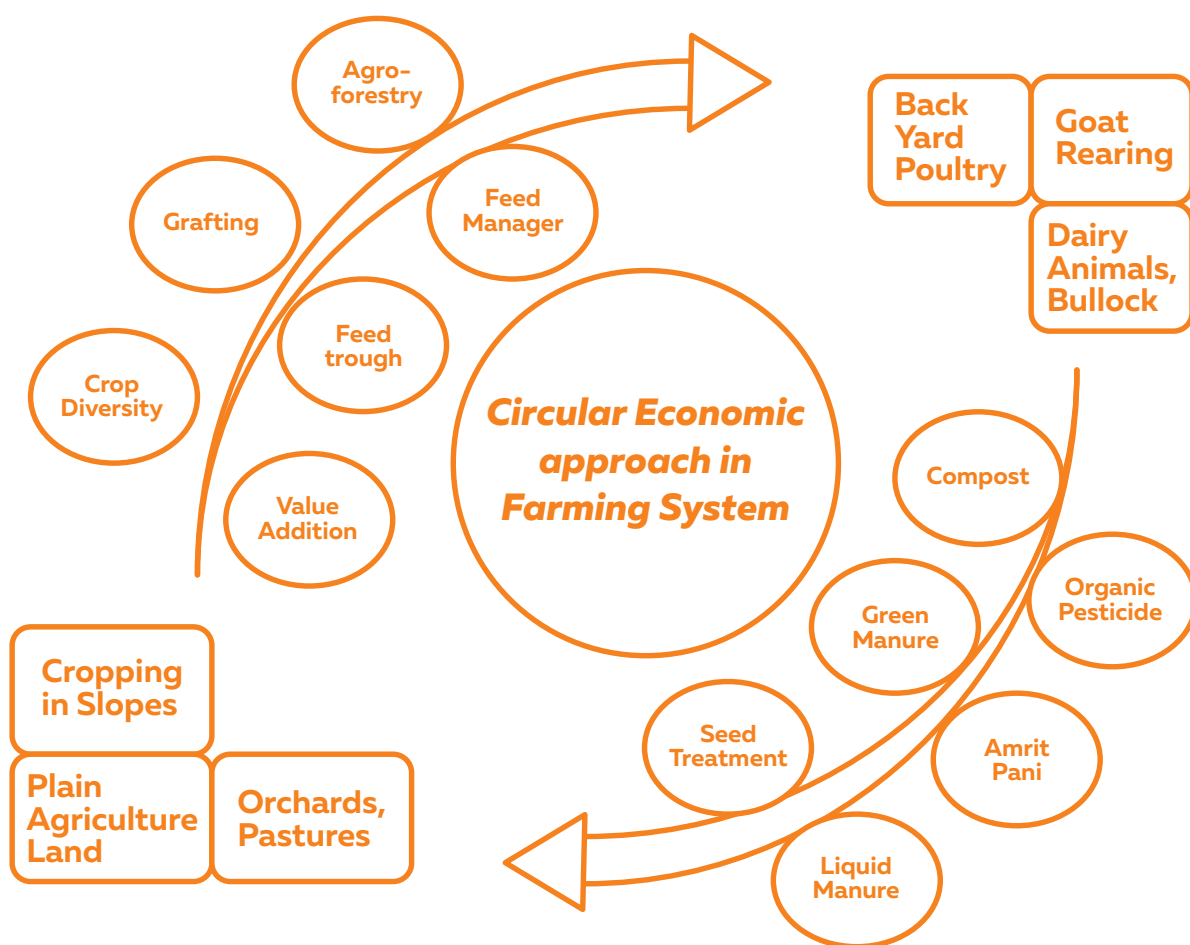 Agro-
forestry
Grafting
Feed
Manager
Feed
trough
Crop
Diversity
Value
Addition
Back
Yard
Poultry
Goat
Rearing
Dairy
Animals,
Bullock
Circular Economic
approach in
Farming System
Compost
Organic
Pesticide
Green
Manure
Amrit
Pani
Seed
Treatment
Liquid
Manure
Cropping
in Slopes
Plain
Agriculture
Land
Orchards,
Pastures